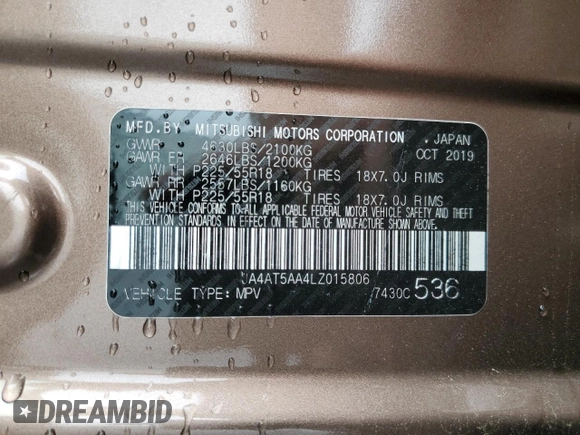 MFD.BY MITSUBISHI MOTORS CORPORATION . JAPAN
GVWR 4630LBS/2100KG OCT 2019
GAWR FR 2646LBS/1200KG
WITH P225/55R18 TIRES 18X7.0J RIMS
GAWR RR 2557LBS/1160KG
WITH P225/55R18 TIRES 18X7.0J RIMS
THIS VEHICLE CONFORMS TO ALL APPLICABLE FEDERAL MOTOR VEHICLE SAFETY AND THEFT
PREVENTION STANDARDS IN EFFECT ON THE DATE OF MANUFACTURE SHOWN ABOVE.
JA4AT5AA4LZ015806
VEHICLE TYPE: MPV 7430C 536
DREAMBID